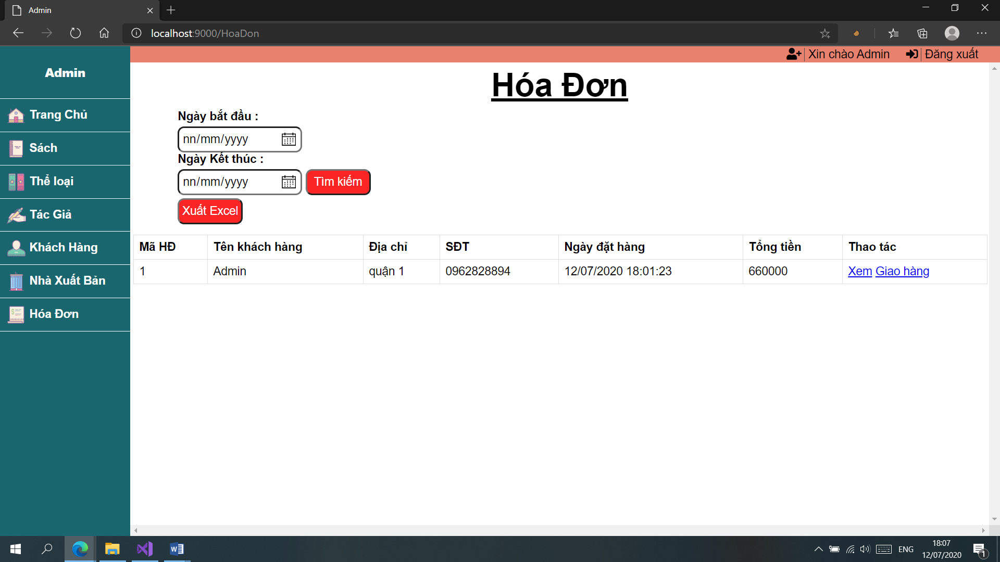 Admin
localhost:9000/HoaDon
Xin chào Admin Đăng xuất
Admin
Trang Chủ
Sách
Thể loại
Tác Giả
Khách Hàng
Nhà Xuất Bản
Hóa Đơn
Hóa Đơn
Ngày bắt đầu :
nn/mm/yyyy
Ngày Kết thúc :
nn/mm/yyyy Tìm kiếm
Xuất Excel
Mã HĐ Tên khách hàng Địa chỉ SĐT Ngày đặt hàng Tổng tiền Thao tác
1 Admin quận 1 0962828894 12/07/2020 18:01:23 660000 Xem Giao hàng
ENG
18:07
12/07/2020
1